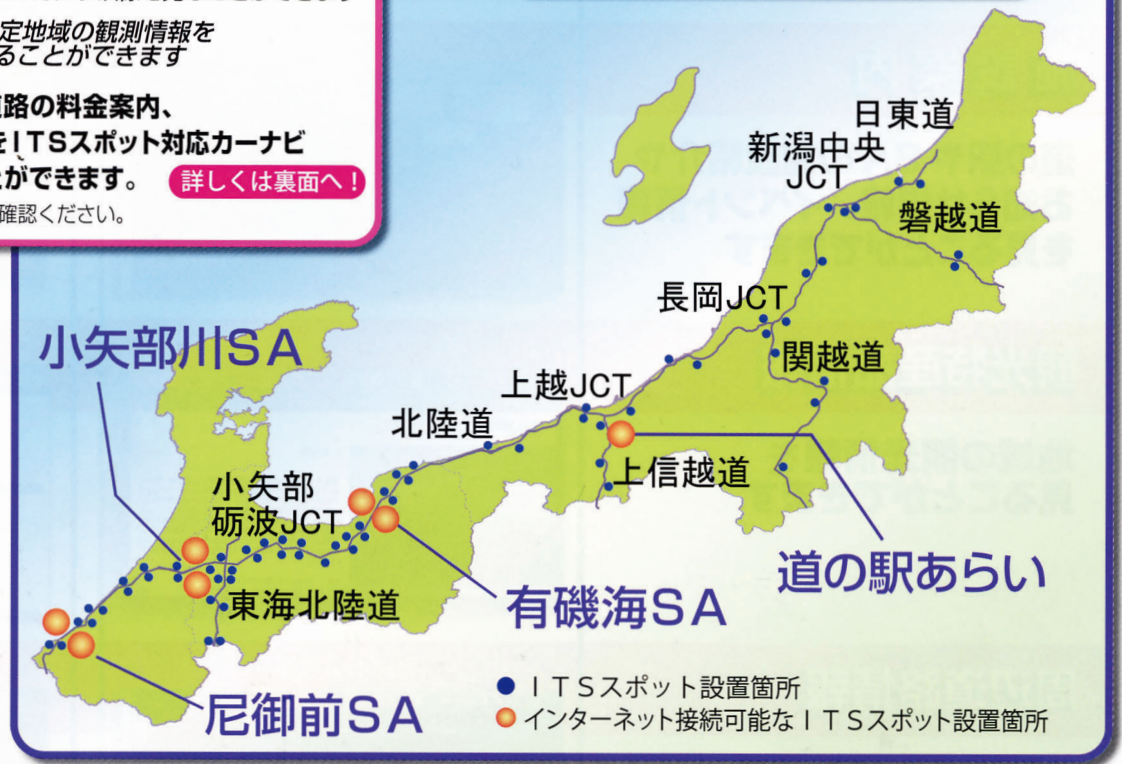 定地域の観測情報を
ることができます
路の料金案内、
をITSスポット対応カーナビ
ができます。
詳しくは裏面へ！
確認ください。
日東道
新潟中央
JCT
磐越道
長岡JCT
関越道
小矢部川SA
上越JCT
北陸道
上信越道
小矢部
砺波JCT
道の駅あらい
有磯海SA
東海北陸道
尼御前SA
ITSスポット設置箇所
インターネット接続可能なITSスポット設置箇所